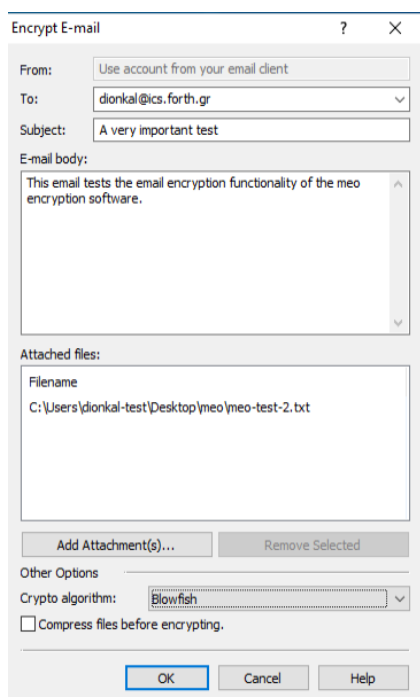 Encrypt E-mail ?
From: Use account from your email client
To: dionkal@ics.forth.gr
Subject: A very important test
E-mail body:
This email tests the email encryption functionality of the meo
encryption software.
Attached files:
Filename
C:\Users\dionkal-test\Desktop\meo\meo-test-2.txt
Add Attachment(s)... Remove Selected
Other Options
Crypto algorithm: Blowfish
Compress files before encrypting.
OK Cancel Help